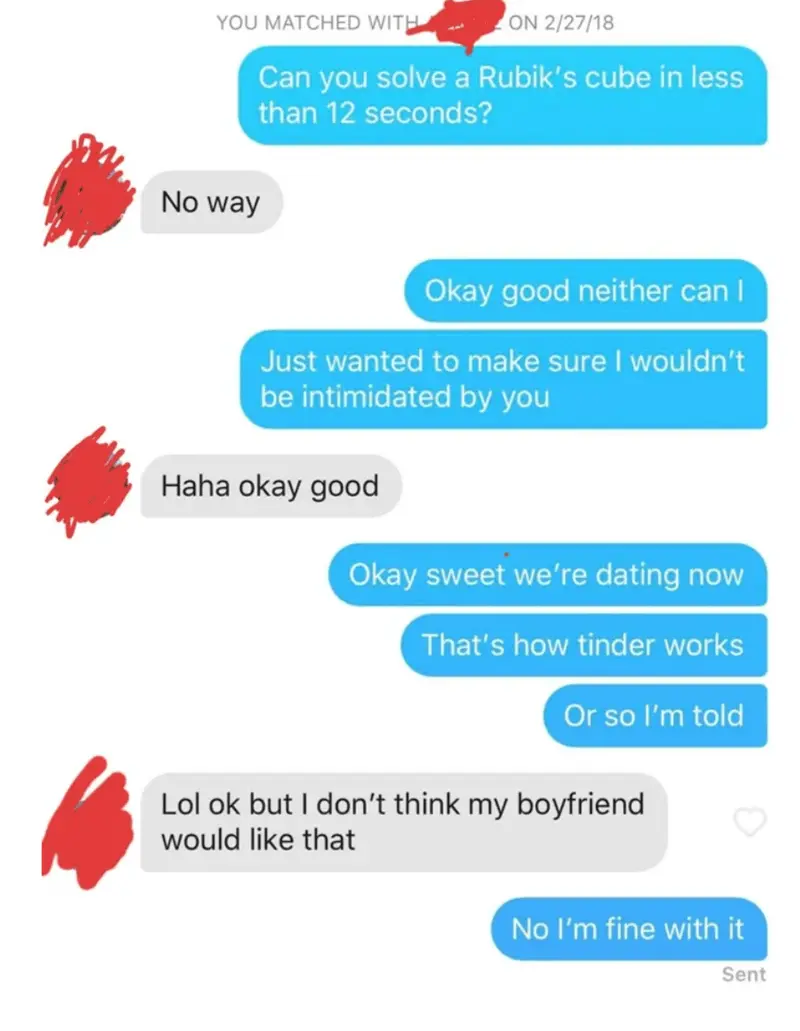 YOU MATCHED WITH ON 2/27/18
Can you solve a Rubik's cube in less
than 12 seconds?
No way
Okay good neither can I
Just wanted to make sure I wouldn't
be intimidated by you
Haha okay good
Okay sweet we're dating now
That's how tinder works
Or so I'm told
Lol ok but I don't think my boyfriend
would like that
No I'm fine with it
Sent